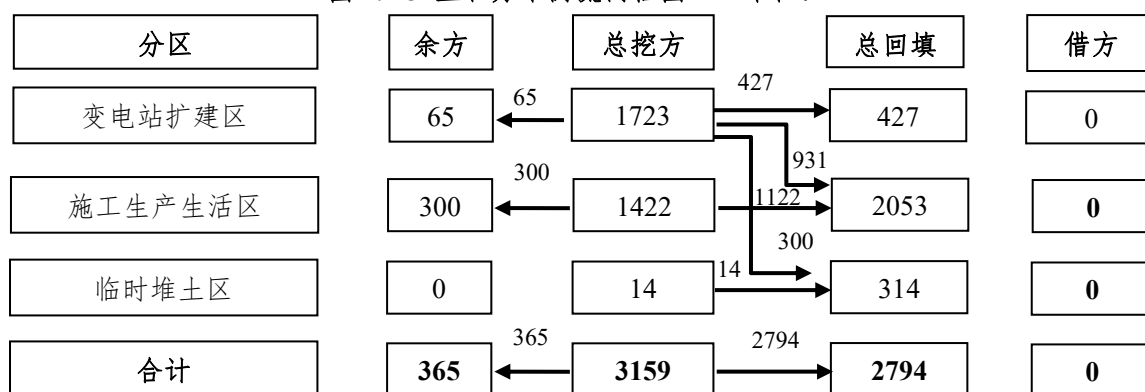 分区 余方 总挖方 总回填 借方
427
变电站扩建区 65 65 1723 427 0
931
施工生产生活区 300 300 1422 1122 2053 0
300
临时堆土区 0 14 14 314 0
合计 365 365 3159 2794 2794 0